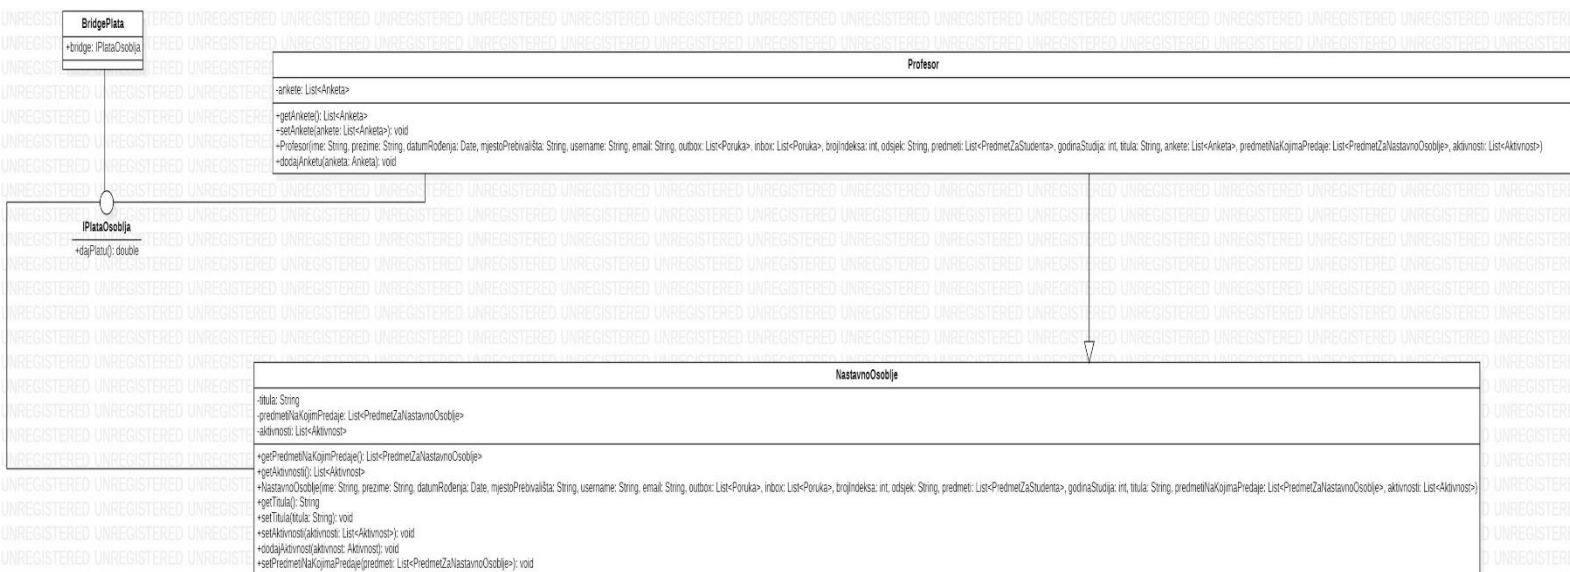 BridgePlata
+bridge: IPlataOsoblja
IPlataOsoblja
+dajPlatu(): double
Profesor
-ankete: List<Anketa>
+getAnkete(): List<Anketa>
+setAnkete(ankete: List<Anketa>): void
+Profesor(ime: String, prezime: String, datumRođenja: Date, mjestoPrebivališta: String, username: String, email: String, outbox: List<Poruka>, inbox: List<Poruka>, brojIndeksa: int, odsjek: String, predmeti: List<PredmetZaStudenta>, godinaStudija: int, titula: String, ankete: List<Anketa>, predmetiNaKojimaPredaje: List<PredmetZaNastavnoOsoblje>, aktivnosti: List<Aktivnost>)
+dodajAnketu(anketa: Anketa): void
NastavnoOsoblje
-titula: String
-predmetiNaKojimPredaje: List<PredmetZaNastavnoOsoblje>
-aktivnosti: List<Aktivnost>
+getPredmetiNaKojimPredaje(): List<PredmetZaNastavnoOsoblje>
+getAktivnosti(): List<Aktivnost>
+NastavnoOsoblje(ime: String, prezime: String, datumRođenja: Date, mjestoPrebivališta: String, username: String, email: String, outbox: List<Poruka>, inbox: List<Poruka>, brojIndeksa: int, odsjek: String, predmeti: List<PredmetZaStudenta>, godinaStudija: int, titula: String, predmetiNaKojimaPredaje: List<PredmetZaNastavnoOsoblje>, aktivnosti: List<Aktivnost>)
+getTitula(): String
+setTitula(titula: String): void
+setAktivnosti(aktivnosti: List<Aktivnost>): void
+dodajAktivnost(aktivnost: Aktivnost): void
+setPredmetiNaKojimaPredaje(predmeti: List<PredmetZaNastavnoOsoblje>): void